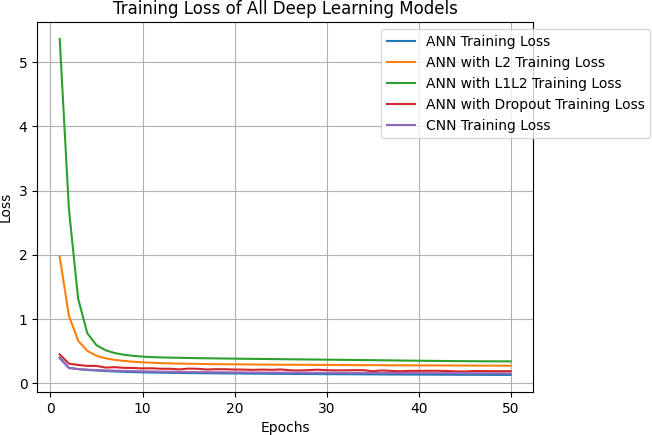 Training Loss of All Deep Learning Models
ANN Training Loss
ANN with L2 Training Loss
ANN with L1L2 Training Loss
ANN with Dropout Training Loss
CNN Training Loss
Loss
5
4
3
2
1
0
0 10 20 30 40 50
Epochs